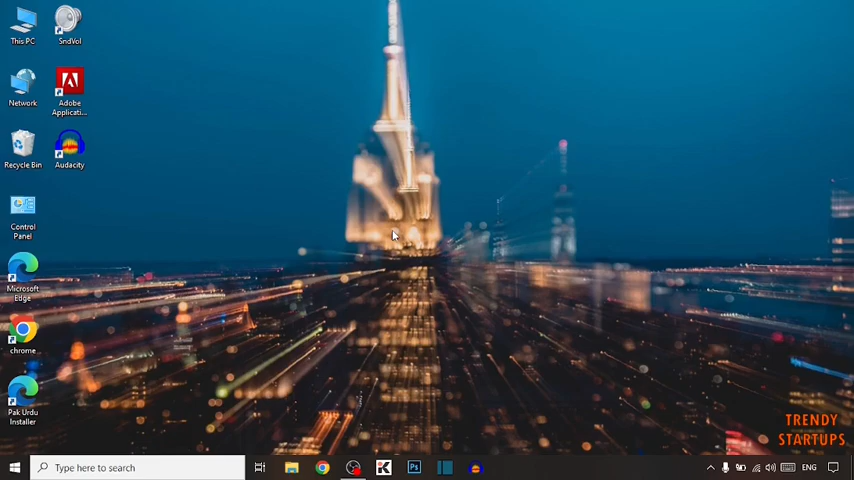 This PC
SndVol
Network
Adobe
Applicati...
Recycle Bin
Audacity
Control
Panel
Microsoft
Edge
chrome
Pak Urdu
Installer
TRENDY
STARTUPS
Type here to search
Ps
ENG